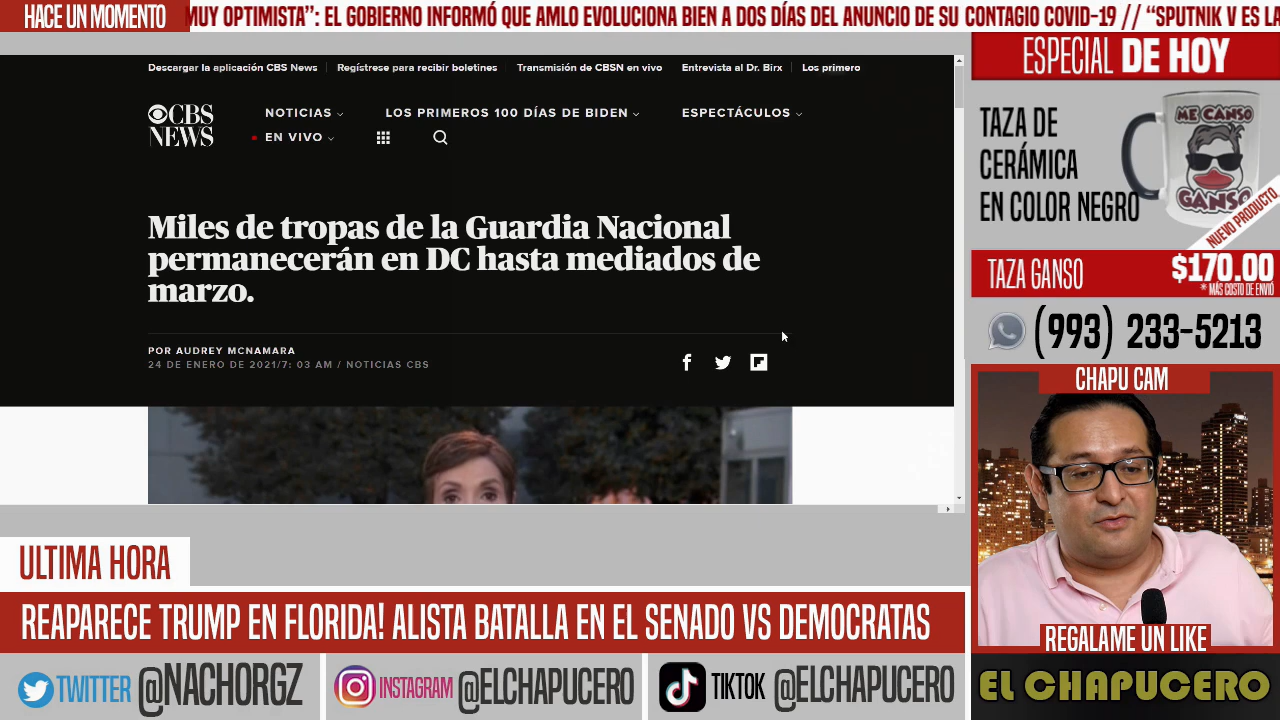 HACE UN MOMENTO
MUY OPTIMISTA”: EL GOBIERNO INFORMÓ QUE AMLO EVOLUCIONA BIEN A DOS DÍAS DEL ANUNCIO DE SU CONTAGIO COVID-19 // “SPUTNIK V ES LA
Descargar la aplicación CBS News
Regístrese para recibir boletines
Transmisión de CBSN en vivo
Entrevista al Dr. Birx
Los primero
CBS NEWS
NOTICIAS
LOS PRIMEROS 100 DÍAS DE BIDEN
ESPECTÁCULOS
EN VIVO
Miles de tropas de la Guardia Nacional
permanecerán en DC hasta mediados de
marzo.
POR AUDREY MCNAMARA
24 DE ENERO DE 2021/7: 03 AM / NOTICIAS CBS
ESPECIAL DE HOY
TAZA DE
CERÁMICA
EN COLOR NEGRO
ME CANSO
GANSO
NUEVO PRODUCTO
TAZA GANSO
$170.00
* MÁS COSTO DE ENVIÓ
(993) 233-5213
CHAPU CAM
REGALAME UN LIKE
EL CHAPUCERO
ULTIMA HORA
REAPARECE TRUMP EN FLORIDA! ALISTA BATALLA EN EL SENADO VS DEMOCRATAS
TWITTER @NACHORGZ
INSTAGRAM @ELCHAPUCERO
TIKTOK @ELCHAPUCERO